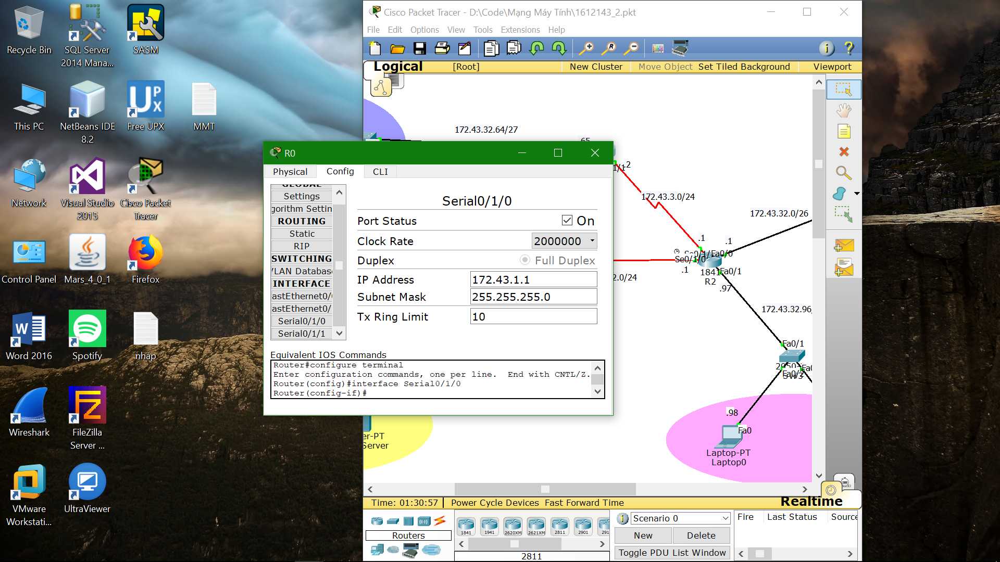 Recycle Bin
SQL Server
2014 Mana...
SASM
This PC
NetBeans IDE
8.2
Free UPX
MMT
Network
Visual Studio
2015
Cisco Packet
Tracer
Control Panel
Mars_4_0_1
Firefox
Word 2016
Spotify
nháp
Wireshark
FileZilla
Server ...
VMware
Workstati...
UltraViewer
Cisco Packet Tracer - D:\Code\Mạng Máy Tính\1612143_2.pkt
File Edit Options View Tools Extensions Help
Logical
[Root]
New Cluster
Move Object
Set Tiled Background
Viewport
172.43.32.64/27
.65
.2
172.43.3.0/24
172.43.32.0/26
.1
.1
Fa0/0
Se0/1/0
.1
1841
Fa0/1
R2
2.0/24
.97
172.43.32.96
Fa0/1
Fa0/2
SW3
.98
Fa0
Laptop-PT
Laptop0
er-PT
Server
R0
Physical
Config
CLI
GLOBAL
Settings
gorithm Settin
ROUTING
Static
RIP
SWITCHING
VLAN Database
INTERFACE
astEthernet0/0
astEthernet0/
Serial0/1/0
Serial0/1/1
Serial0/1/0
Port Status
On
Clock Rate
2000000
Duplex
Full Duplex
IP Address
172.43.1.1
Subnet Mask
255.255.255.0
Tx Ring Limit
10
Equivalent IOS Commands
Router#configure terminal
Enter configuration commands, one per line.  End with CNTL/Z.
Router(config)#interface Serial0/1/0
Router(config-if)#
Time: 01:30:57
Power Cycle Devices
Fast Forward Time
Realtime
Routers
1841
1941
2620XM
2621XM
2811
2901
291
2811
Scenario 0
New
Delete
Toggle PDU List Window
Fire
Last Status
Source